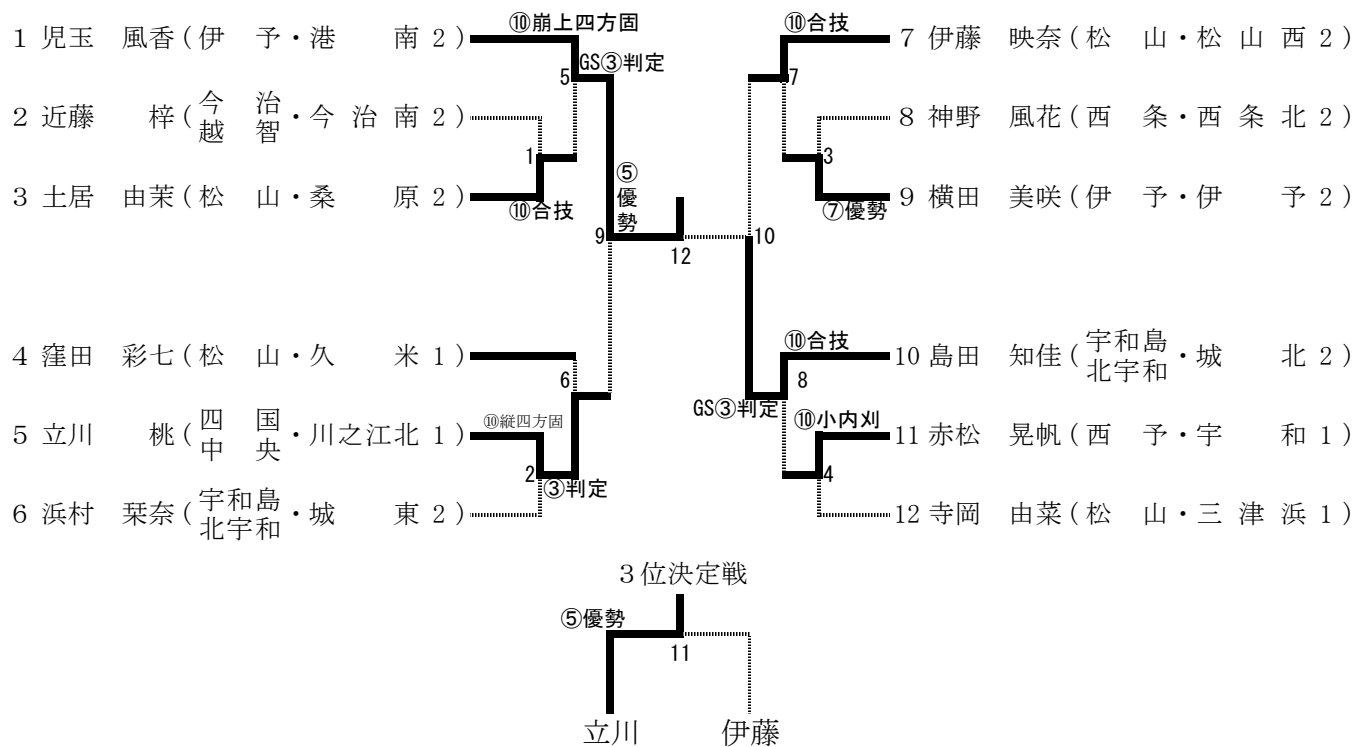 ⑩崩上四方固
1 児玉 風香(伊 予・港 南 2)
GS③判定
5
2 近藤 梓(今治越智・今 治 南 2)
1
3 土居 由茉(松 山・桑 原 2)
⑩合技
⑤優勢
9
12
4 窪田 彩七(松 山・久 米 1)
6
⑩縦四方固
5 立川 桃(四国中央・川之江北 1)
2
③判定
6 浜村 栞奈(宇和島北宇和・城 東 2)
⑩合技
7 伊藤 映奈(松 山・松 山 西 2)
7
8 神野 風花(西 条・西 条 北 2)
3
9 横田 美咲(伊 予・伊 予 2)
⑦優勢
10
⑩合技
10 島田 知佳(宇和島北宇和・城 北 2)
8
GS③判定
⑩小内刈
11 赤松 晃帆(西 予・宇 和 1)
4
12 寺岡 由菜(松 山・三 津 浜 1)
3位決定戦
⑤優勢
11
立川 伊藤